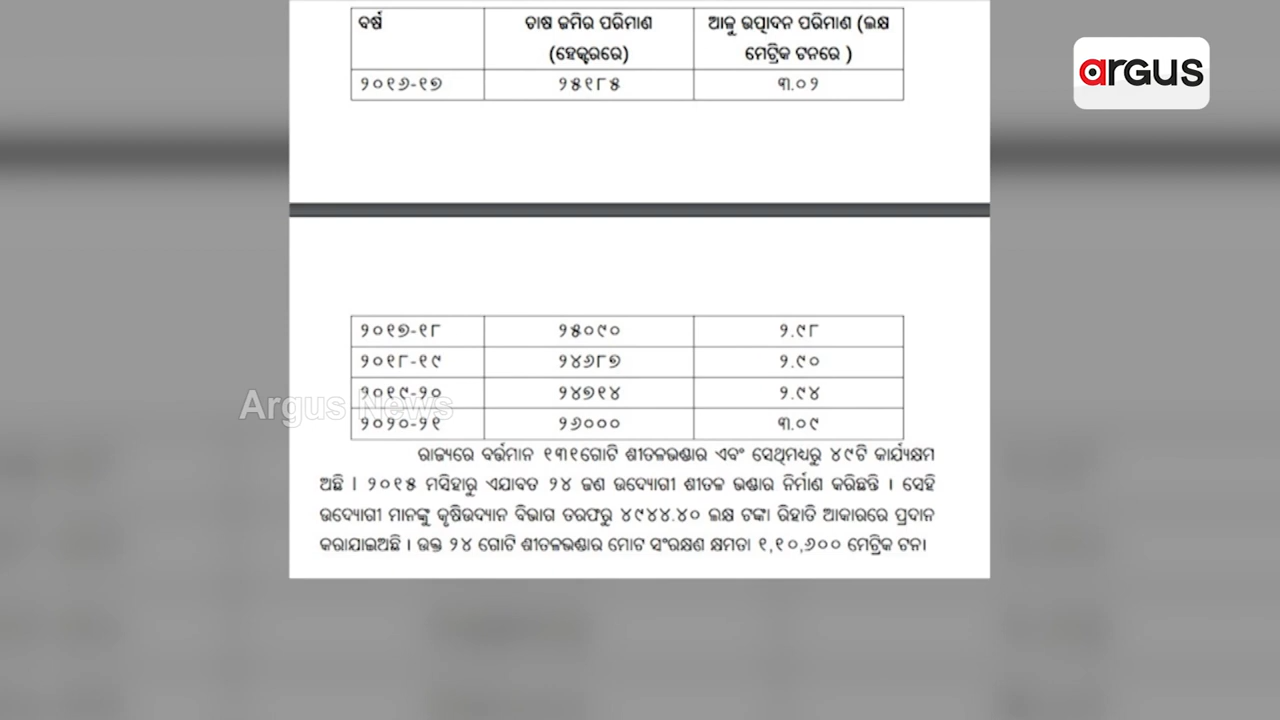 ବର୍ଷ ଚାଷ ଜମିର ପରିମାଣ ଆଳୁ ଉତ୍ପାଦନ ପରିମାଣ (ଲକ୍ଷ
(ହେକ୍ଟରରେ) ମେଟ୍ରିକ ଟନରେ )
argus
୨୦୧୬-୧୭ ୨୫୧୮୫ ୩.୦୨
୨୦୧୭-୧୮ ୨୫୦୯୦ ୨.୯୮
୨୦୧୮-୧୯ ୨୪୬୮୭ ୨.୯୦
୨୦୧୯-୨୦ ୨୪୭୧୪ ୨.୯୪
Argus News
୨୦୨୦-୨୧ ୨୬୦୦୦ ୩.୦୯
ରାଜ୍ୟରେ ବର୍ତ୍ତମାନ ୧୩୧ଗୋଟି ଶୀତଳଭଣ୍ଡାର ଏବଂ ସେଥିମଧ୍ୟରୁ ୪୯ଟି କାର୍ଯ୍ୟକ୍ଷମ
ଅଛି । ୨୦୧୫ ମସିହାରୁ ଏଯାବତ ୨୪ ଜଣ ଉଦ୍ୟୋଗୀ ଶୀତଳ ଭଣ୍ଡାର ନିର୍ମାଣ କରିଛନ୍ତି । ସେହି
ଉଦ୍ୟୋଗୀ ମାନଙ୍କୁ କୃଷିଉଦ୍ୟାନ ବିଭାଗ ତରଫରୁ ୪୯୪୪.୪୦ ଲକ୍ଷ ଟଙ୍କା ରିହାତି ଆକାରରେ ପ୍ରଦାନ
କରାଯାଇଅଛି । ଉକ୍ତ ୨୪ ଗୋଟି ଶୀତଳଭଣ୍ଡାର ମୋଟ ସଂରକ୍ଷଣ କ୍ଷମତା ୧,୧୦,୬୦୦ ମେଟ୍ରିକ ଟନ।